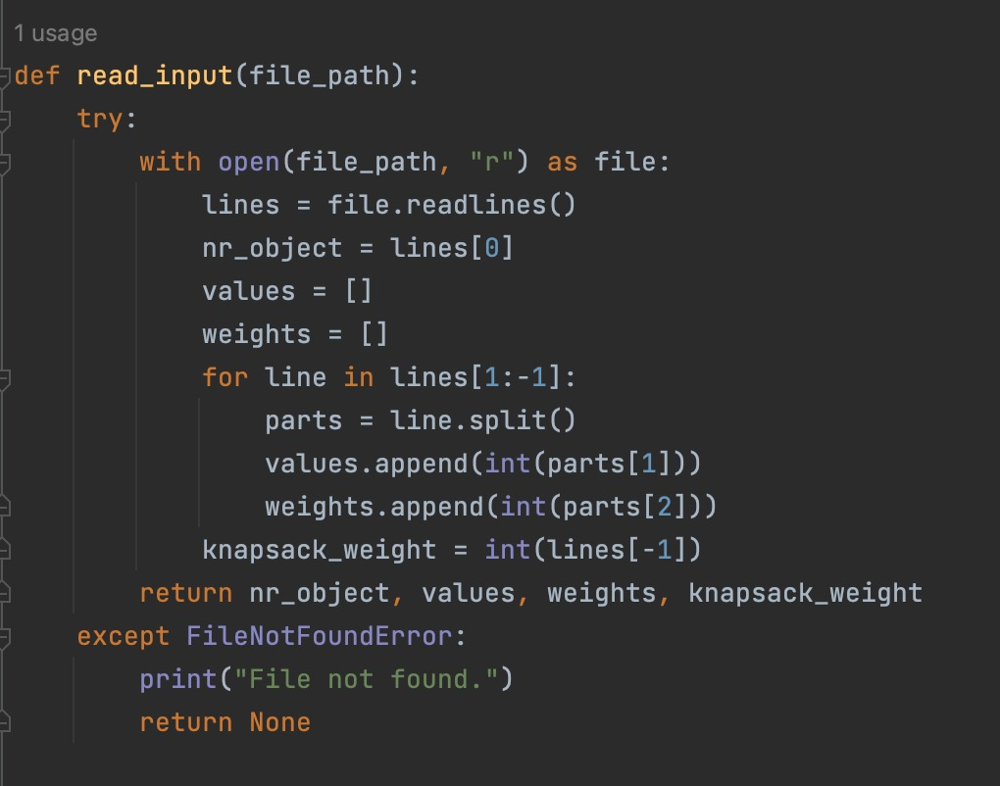 1 usage
def read_input(file_path):
    try:
        with open(file_path, "r") as file:
            lines = file.readlines()
            nr_object = lines[0]
            values = []
            weights = []
            for line in lines[1:-1]:
                parts = line.split()
                values.append(int(parts[1]))
                weights.append(int(parts[2]))
            knapsack_weight = int(lines[-1])
        return nr_object, values, weights, knapsack_weight
    except FileNotFoundError:
        print("File not found.")
        return None